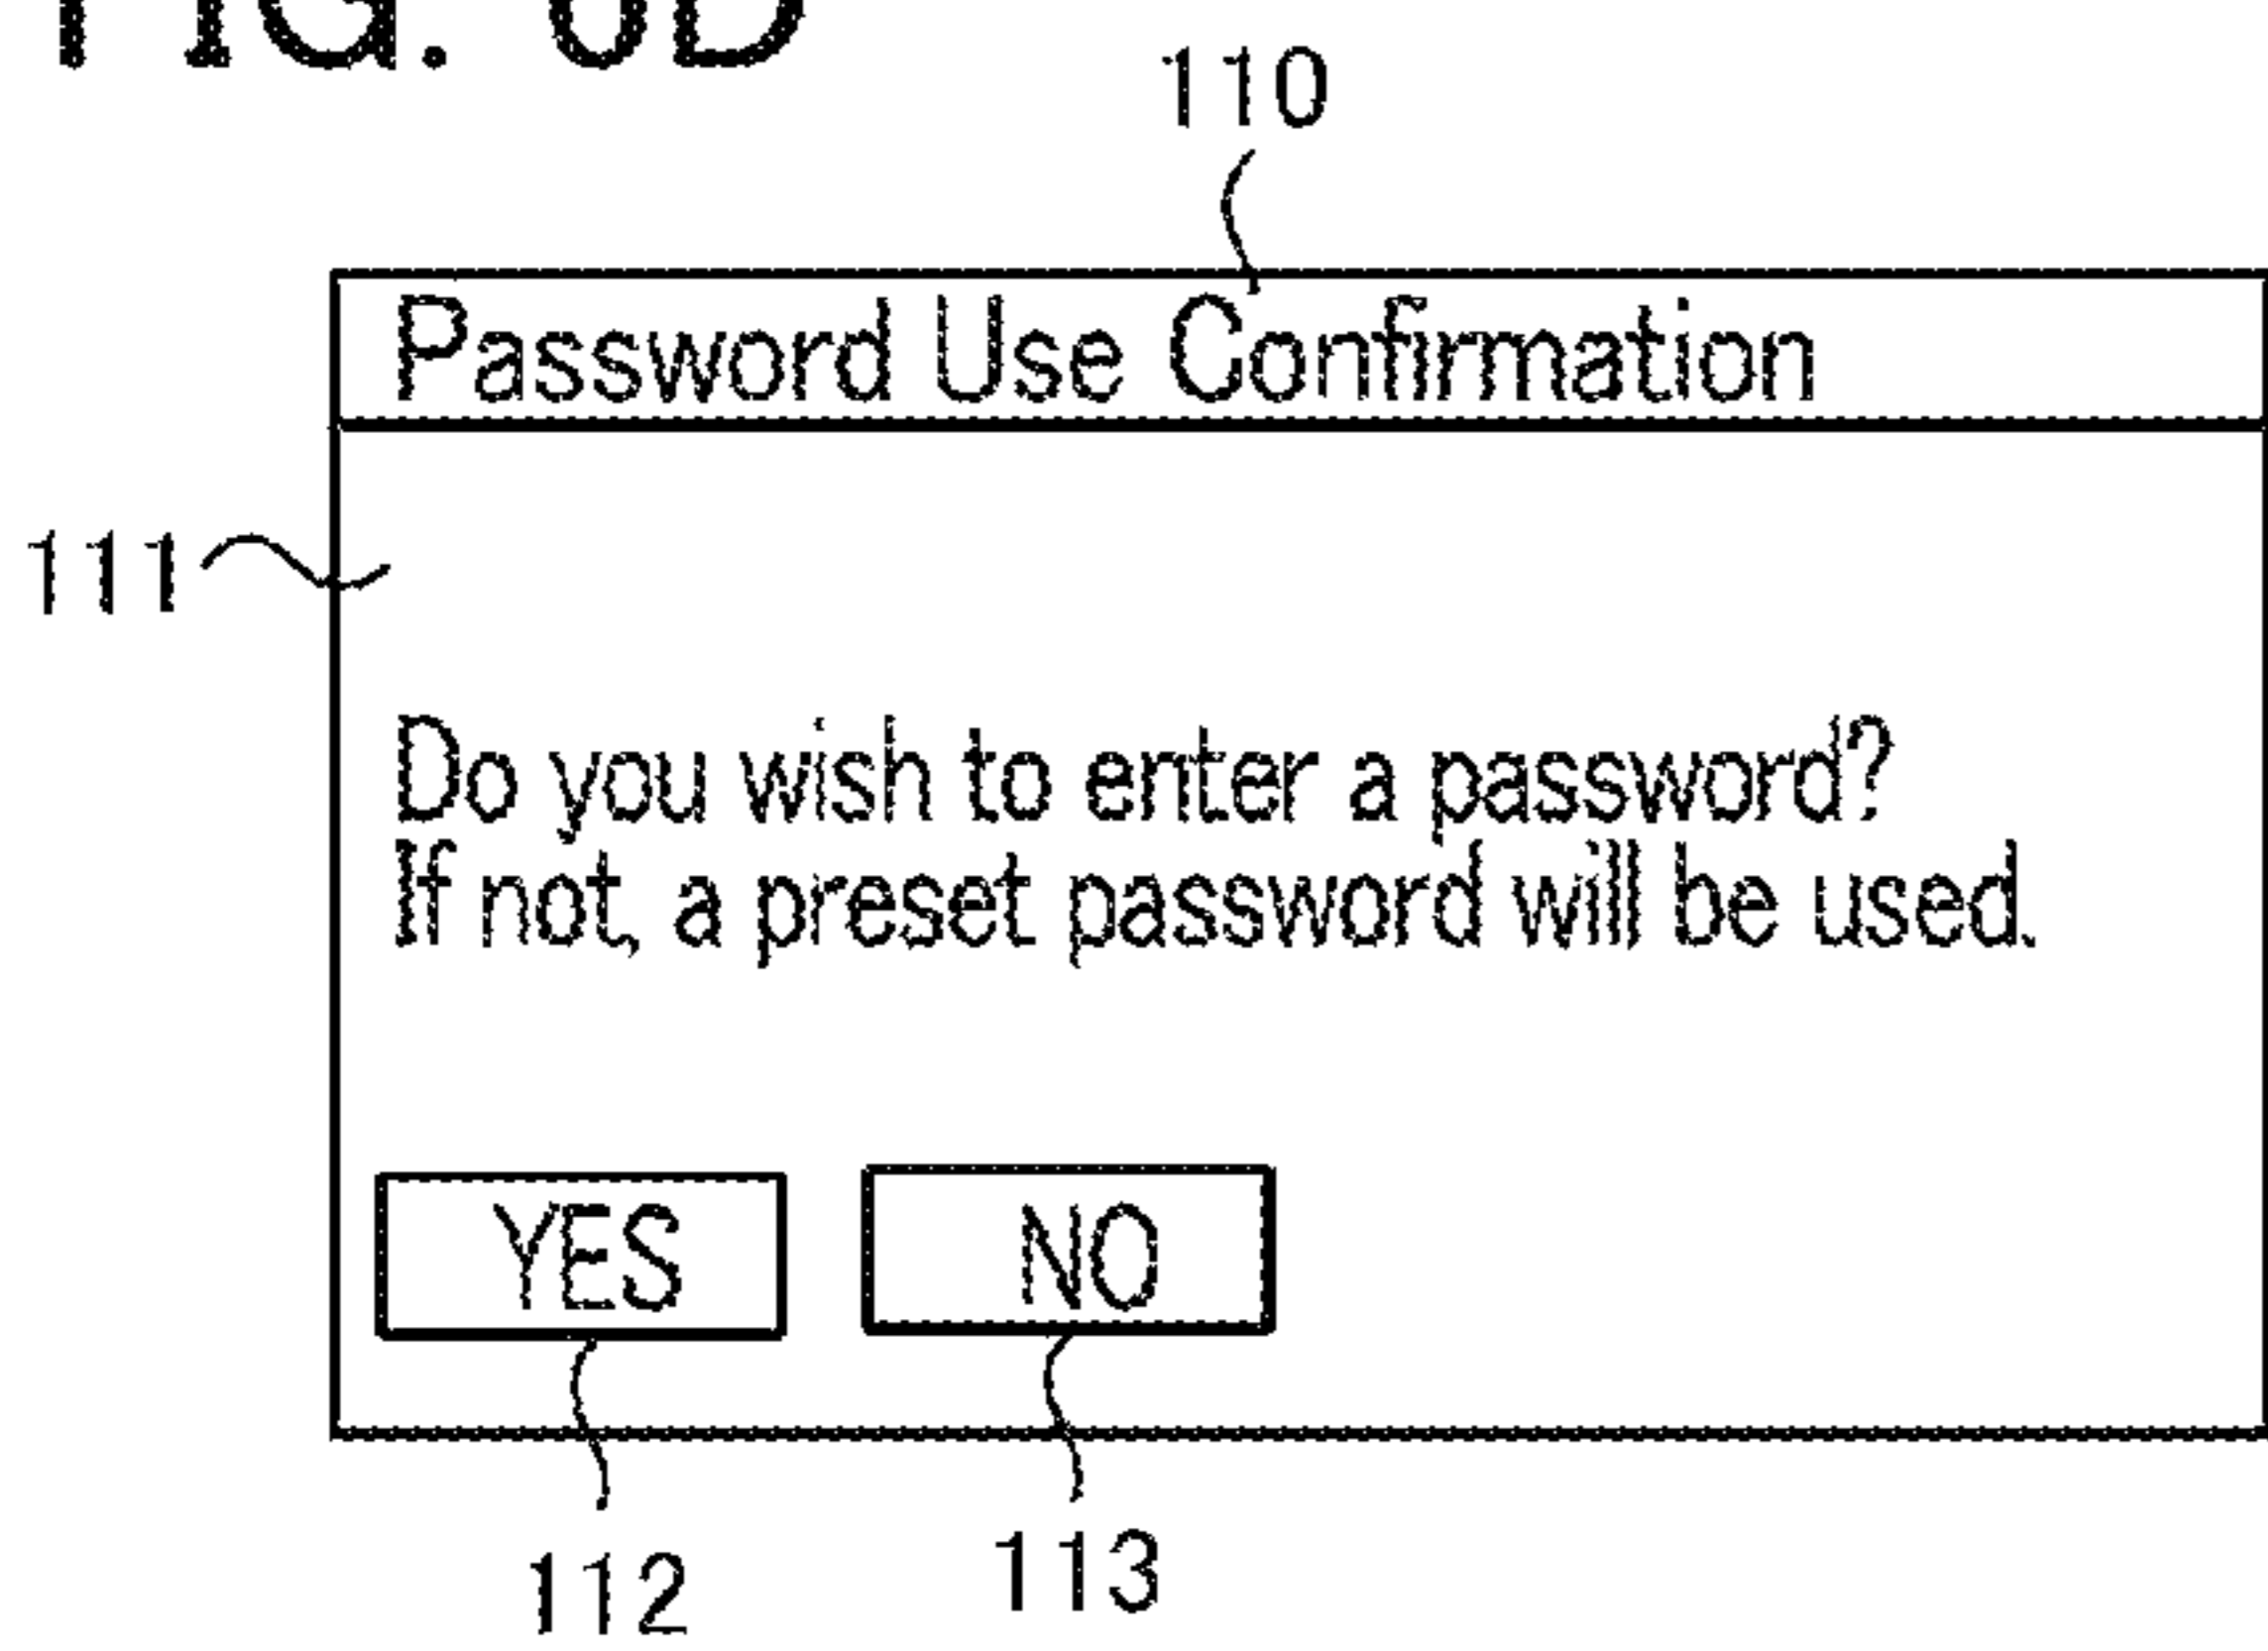 FIG.
110
Password Use Confirmation
111
Do you wish to enter a password?
If not, a preset password will be used.
YES NO
112 113